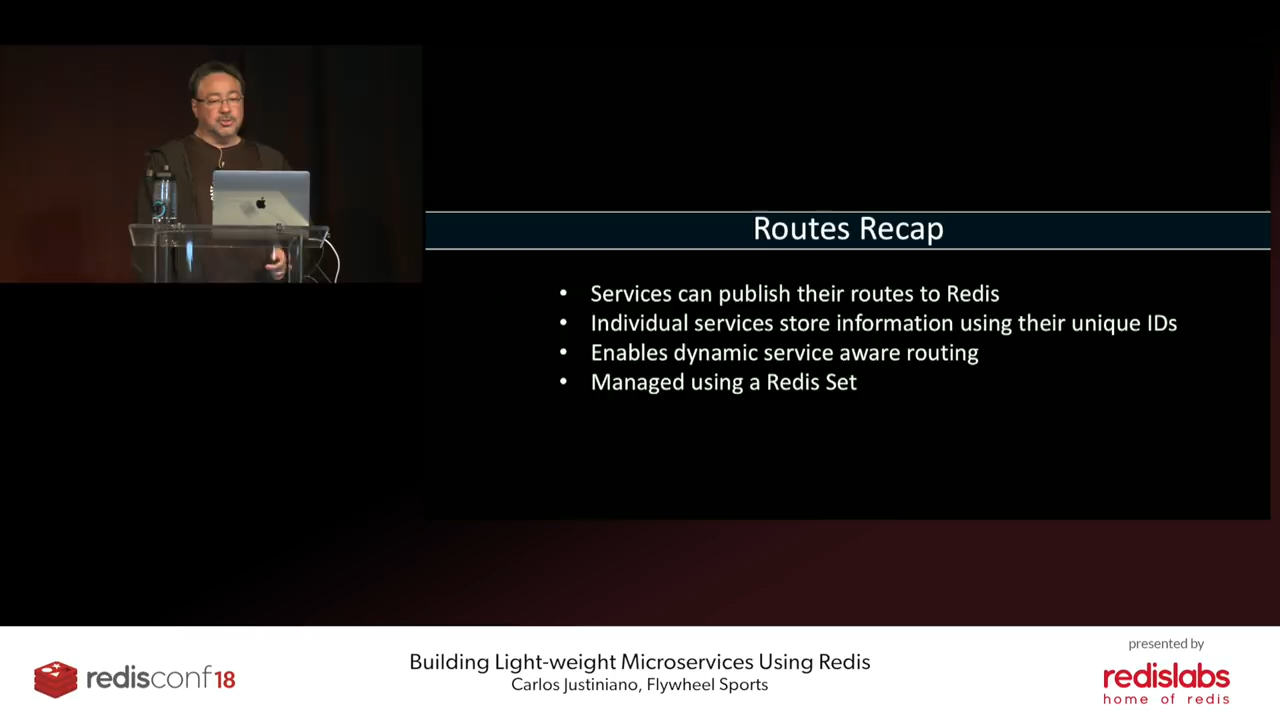 Routes Recap
• Services can publish their routes to Redis
• Individual services store information using their unique IDs
• Enables dynamic service aware routing
• Managed using a Redis Set
redisconf18
Building Light-weight Microservices Using Redis
Carlos Justiniano, Flywheel Sports
presented by
redislabs
home of redis